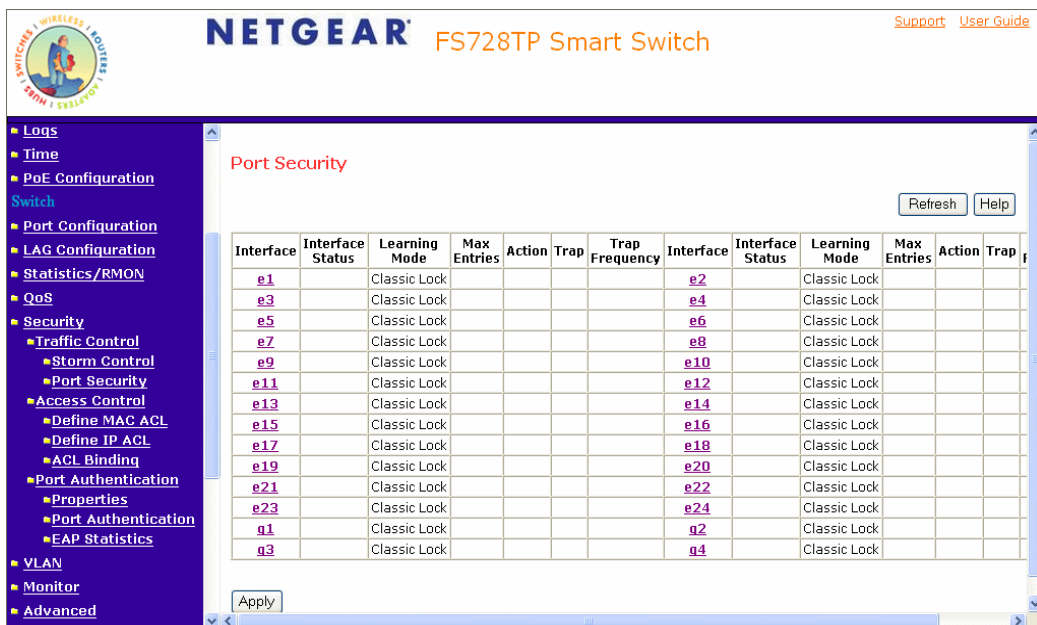 SWITCHES | WIRELESS | ROUTERS | ADAPTERS | HUBS |
NETGEAR
FS728TP Smart Switch
Support User Guide
Logs
Time
PoE Configuration
Switch
Port Configuration
LAG Configuration
Statistics/RMON
QoS
Security
Traffic Control
Storm Control
Port Security
Access Control
Define MAC ACL
Define IP ACL
ACL Binding
Port Authentication
Properties
Port Authentication
EAP Statistics
VLAN
Monitor
Advanced
Port Security
Refresh Help
Interface Interface Status Learning Mode Max Entries Action Trap Trap Frequency Interface Interface Status Learning Mode Max Entries Action Trap
e1 Classic Lock e2 Classic Lock
e3 Classic Lock e4 Classic Lock
e5 Classic Lock e6 Classic Lock
e7 Classic Lock e8 Classic Lock
e9 Classic Lock e10 Classic Lock
e11 Classic Lock e12 Classic Lock
e13 Classic Lock e14 Classic Lock
e15 Classic Lock e16 Classic Lock
e17 Classic Lock e18 Classic Lock
e19 Classic Lock e20 Classic Lock
e21 Classic Lock e22 Classic Lock
e23 Classic Lock e24 Classic Lock
g1 Classic Lock g2 Classic Lock
g3 Classic Lock g4 Classic Lock
Apply